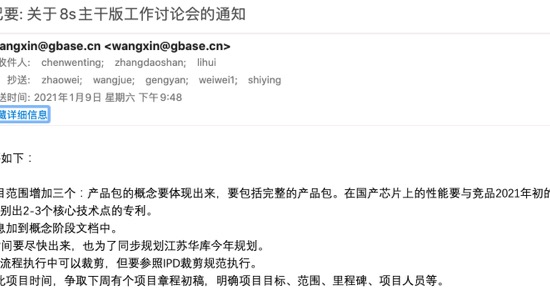 要: 关于8s主干版工作讨论会的通知
angxin@gbase.cn <wangxin@gbase.cn>
收件人: chenwenting; zhangdaoshan; lihui
抄送: zhaowei; wangjue; gengyan; weiwei1; shiying
送时间: 2021年1月9日 星期六 下午9:48
藏详细信息
如下：
目范围增加三个：产品包的概念要体现出来，要包括完整的产品包。在国产芯片上的性能要与竞品2021年初的
别出2-3个核心技术点的专利。
息加到概念阶段文档中。
时间要尽快出来，也为了同步规划江苏华库今年规划。
流程执行中可以裁剪，但要参照IPD裁剪规范执行。
此项目时间，争取下周有个项目章程初稿，明确项目目标、范围、里程碑、项目人员等。